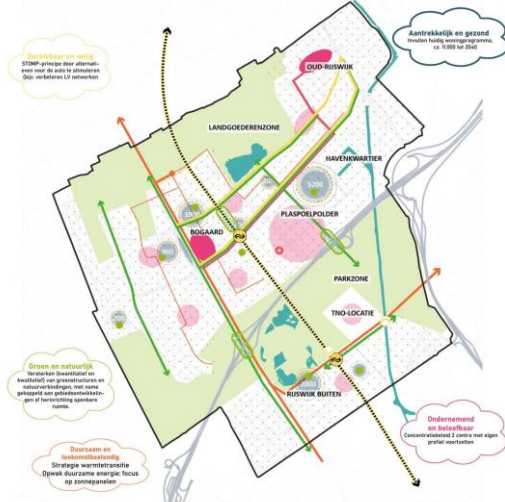 Bereikbaar en veilig
STOMP-principe door alternati-
even voor de auto te stimuleren
(bijv. verbeteren LV netwerken
Aantrekkelijk en gezond
Invullen huidig woningprogramma,
ca. 11.000 tot 2040
OUD-RIJSWIJK
LANDGOEDERENZONE
HAVENKWARTIER
3200
PLASPOELPOLDER
BOGAARD
PARKZONE
TNO-LOCATIE
200
RIJSWIJK BUITEN
Groen en natuurlijk
Versterken (kwantitatief en
kwalitatief) van groenstructuren en
natuurverbindingen, met name
gekoppeld aan gebiedsontwikkelin-
gen of herinrichting openbare
ruimte.
Duurzaam en
toekomstbestendig
Strategie warmtetransitie
Opwek duurzame energie: focus
op zonnepanelen
Ondernemend
en beleefbaar
Concentratiebeleid 2 centra met eigen
profiel voortzetten